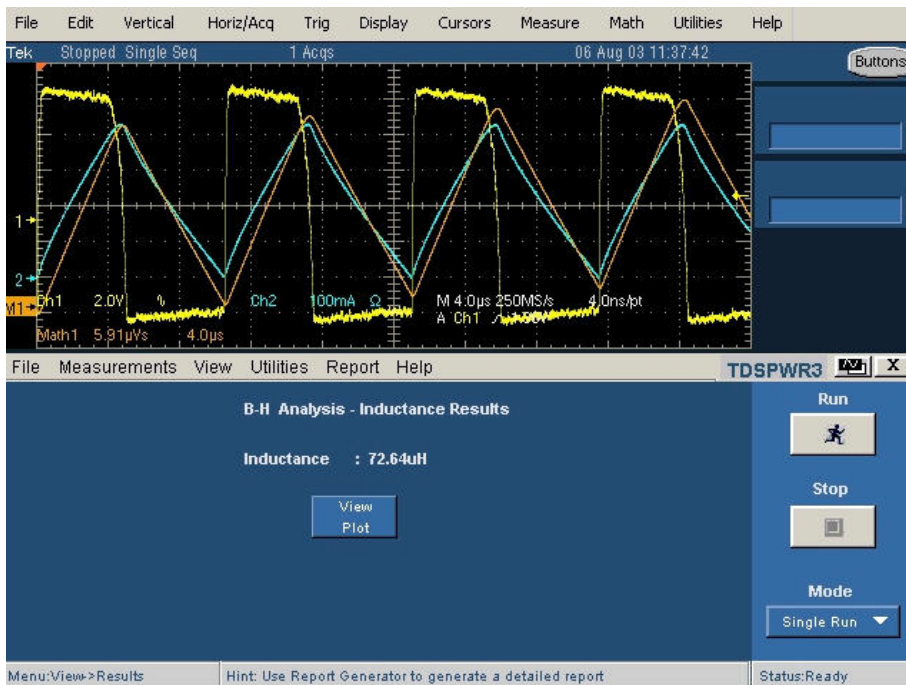 File Edit Vertical Horiz/Acq Trig Display Cursors Measure Math Utilities Help
Tek Stopped Single Seq 1 Acqs 06 Aug 03 11:37:42
Buttons
1
2
M1
Ch1 2.0V Ch2 100mA Ω M 4.0µs 250MS/s 4.0ns/pt
A Ch1
Math1 5.91µVs 4.0µs
File Measurements View Utilities Report Help TDSPWR3 X
B-H Analysis - Inductance Results
Inductance : 72.64uH
View
Plot
Run
Stop
Mode
Single Run
Menu:View->Results Hint: Use Report Generator to generate a detailed report Status:Ready